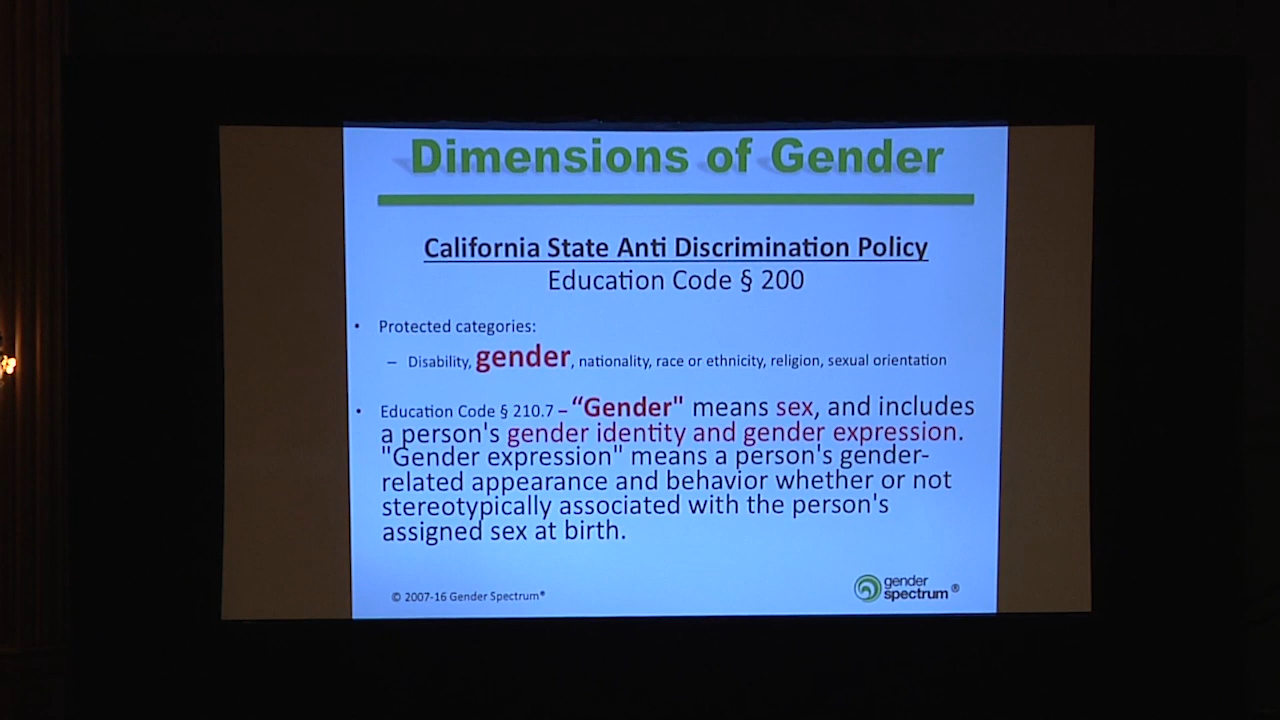 Dimensions of Gender
California State Anti Discrimination Policy
Education Code § 200
• Protected categories:
– Disability, gender, nationality, race or ethnicity, religion, sexual orientation
• Education Code § 210.7 – “Gender" means sex, and includes
a person's gender identity and gender expression.
"Gender expression" means a person's gender-
related appearance and behavior whether or not
stereotypically associated with the person's
assigned sex at birth.
© 2007-16 Gender Spectrum®
gender
spectrum®